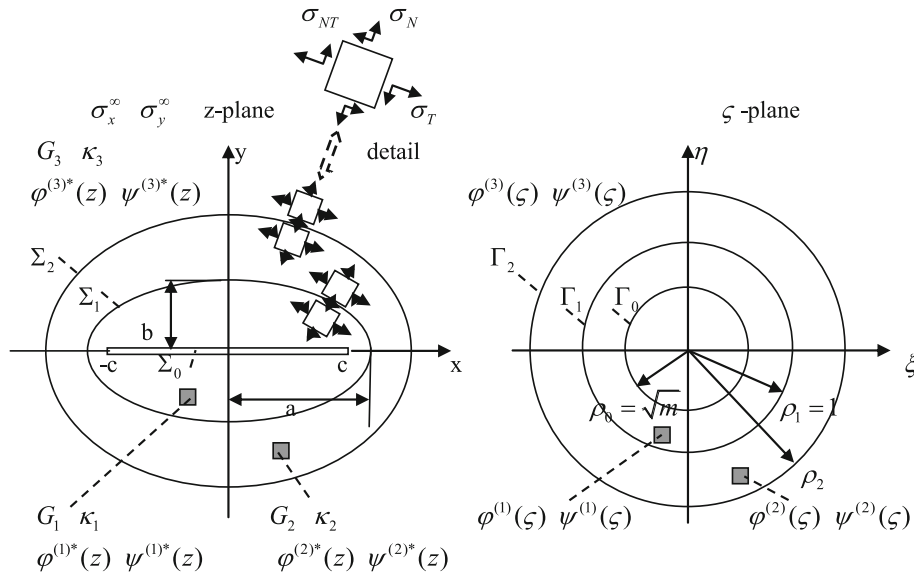 σ_NT σ_N
σ_T
σ_x^∞ σ_y^∞ z-plane
ς -plane
G_3 κ_3
y
detail
η
φ^(3)*(z) ψ^(3)*(z)
φ^(3)(ς) ψ^(3)(ς)
Σ_2
Σ_1
Γ_2
Γ_1
Γ_0
b
-c
Σ_0
c
x
ξ
a
ρ_0 = √m
ρ_1 = 1
ρ_2
G_1 κ_1
G_2 κ_2
φ^(1)(ς) ψ^(1)(ς)
φ^(2)(ς) ψ^(2)(ς)
φ^(1)*(z) ψ^(1)*(z)
φ^(2)*(z) ψ^(2)*(z)